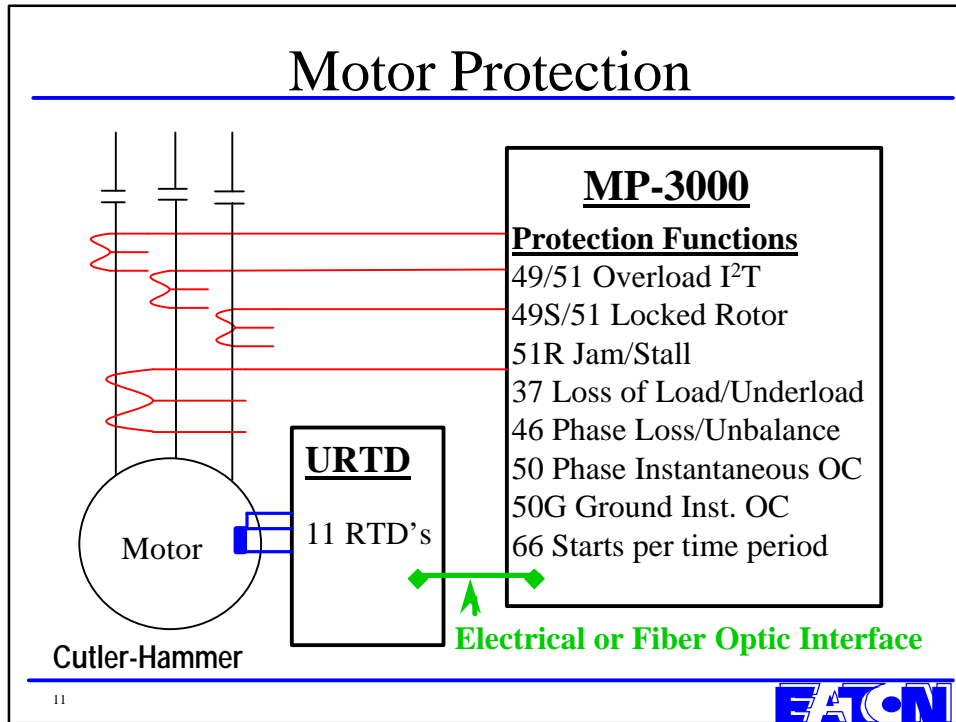 Motor Protection
MP-3000
Protection Functions
49/51 Overload I²T
49S/51 Locked Rotor
51R Jam/Stall
37 Loss of Load/Underload
46 Phase Loss/Unbalance
50 Phase Instantaneous OC
50G Ground Inst. OC
66 Starts per time period
URTD
11 RTD’s
Motor
Electrical or Fiber Optic Interface
Cutler-Hammer
11
EATON